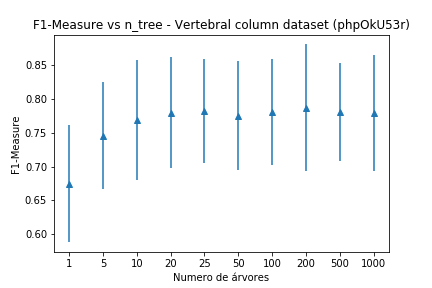 F1-Measure vs n_tree - Vertebral column dataset (phpOkU53r)
F1-Measure
0.85
0.80
0.75
0.70
0.65
0.60
1 5 10 20 25 50 100 200 500 1000
Numero de árvores